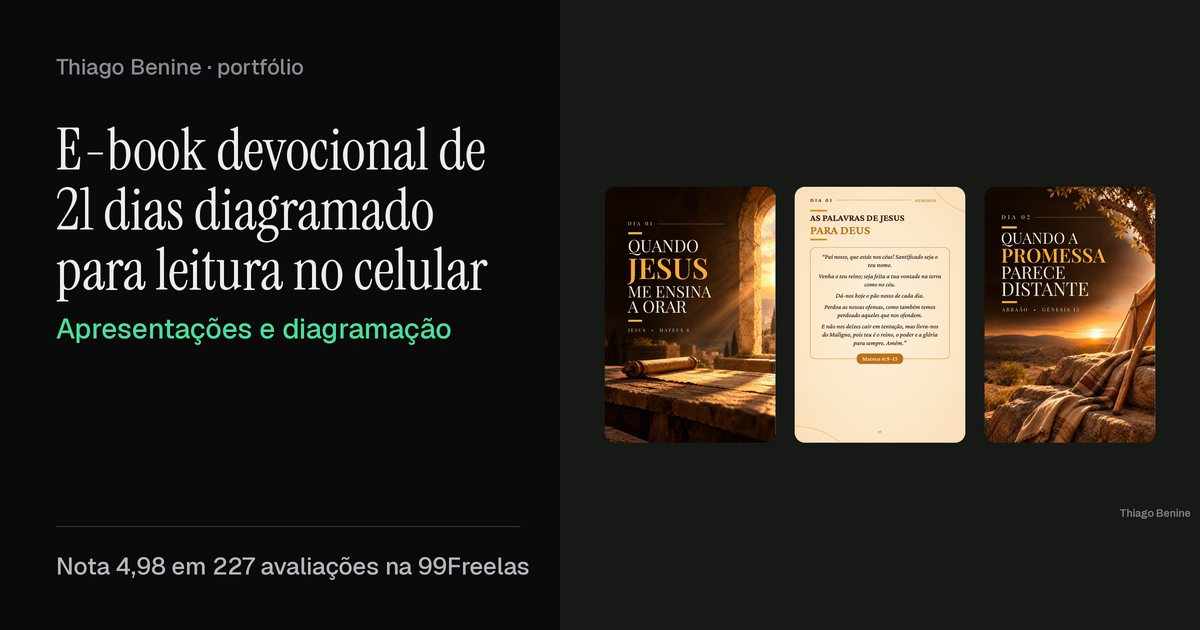 Thiago Benine · portfólio
E-book devocional de
21 dias diagramado
para leitura no celular
Apresentações e diagramação
Nota 4,98 em 227 avaliações na 99Freelas
DIA 01
QUANDO
JESUS
ME ENSINA
A ORAR
JESUS • MATEUS 6
DIA 01 SUMÁRIO
AS PALAVRAS DE JESUS
PARA DEUS
"Pai nosso, que estás nos céus! Santificado seja o
teu nome.
Venha o teu reino; seja feita a tua vontade na terra
como no céu.
Dá-nos hoje o pão nosso de cada dia,
Perdoa as nossas ofensas, como também temos
perdoado aqueles que nos ofendem.
E não nos deixes cair em tentação, mas livra-nos
do Maligno, pois teu é o reino, o poder e a glória
para sempre. Amém."
Mateus 6:9-13
DIA 02
QUANDO A
PROMESSA
PARECE
DISTANTE
ABRAÃO • GÊNESIS 15
Thiago Benine